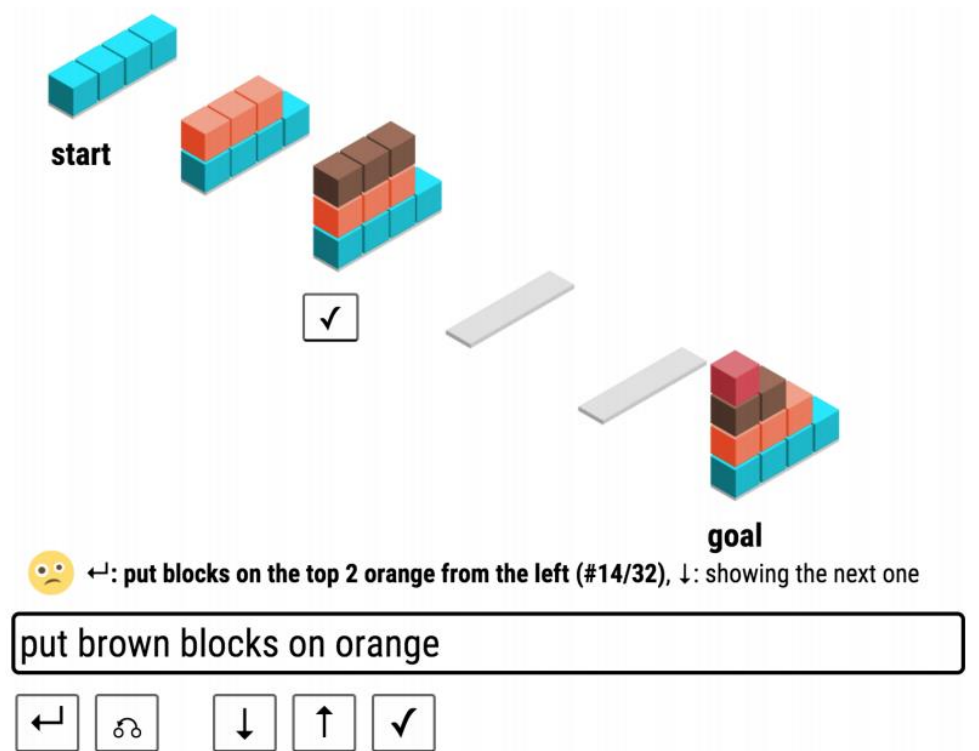 start
✓
goal
↵: put blocks on the top 2 orange from the left (#14/32), ↓: showing the next one
put brown blocks on orange
↵ ↓ ↑ ✓